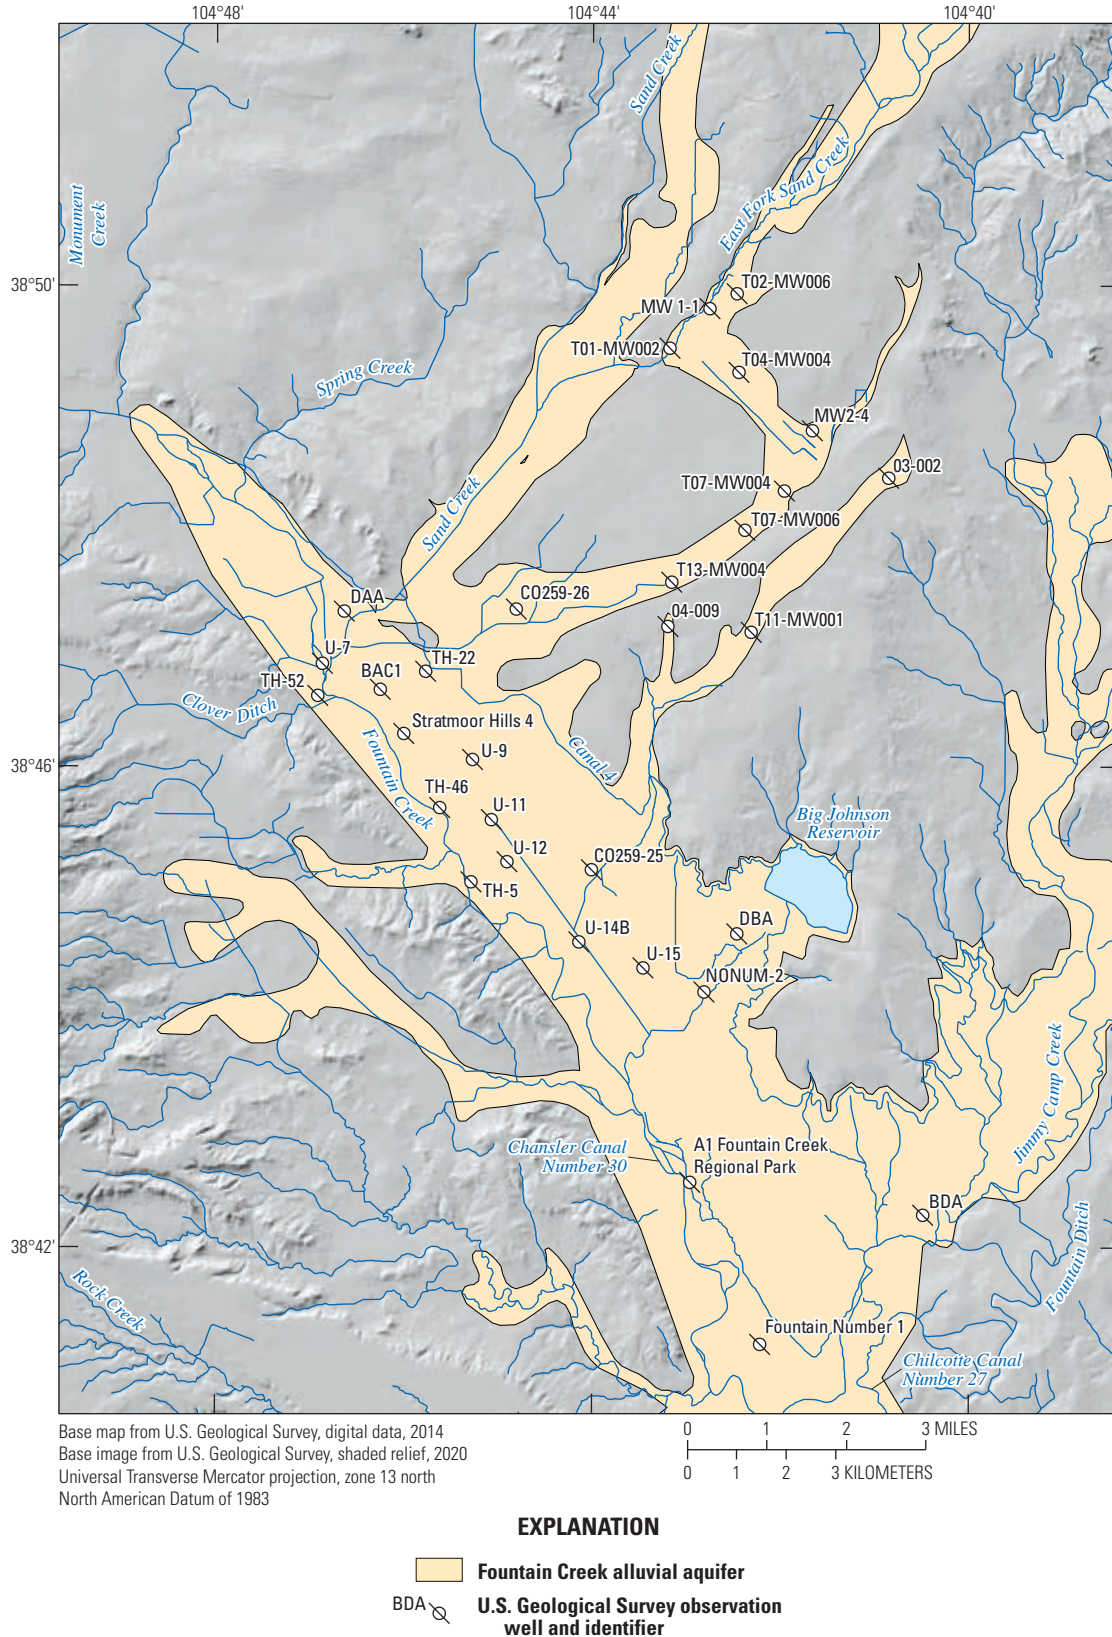 104°48'
104°44'
104°40'
Sand Creek
East Fork Sand Creek
Monument
Creek
38°50'
T02-MW006
MW 1-1
T01-MW002
T04-MW004
Spring Creek
MW2-4
03-002
T07-MW004
Sand Creek
T07-MW006
T13-MW004
DAA
CO259-26
04-009
T11-MW001
U-7
TH-22
BAC1
TH-52
Clover Ditch
Stratmoor Hills 4
Fountain Creek
U-9
Canal 4
38°46'
TH-46
U-11
Big Johnson
Reservoir
U-12
CO259-25
TH-5
DBA
U-14B
U-15
NONUM-2
Jimmy Camp Creek
Chansler Canal
Number 30
A1 Fountain Creek
Regional Park
BDA
38°42'
Fountain Ditch
Rock Creek
Fountain Number 1
Chilcotte Canal
Number 27
Base map from U.S. Geological Survey, digital data, 2014
Base image from U.S. Geological Survey, shaded relief, 2020
Universal Transverse Mercator projection, zone 13 north
North American Datum of 1983
0 1 2 3 MILES
0 1 2 3 KILOMETERS
EXPLANATION
Fountain Creek alluvial aquifer
BDA U.S. Geological Survey observation
well and identifier